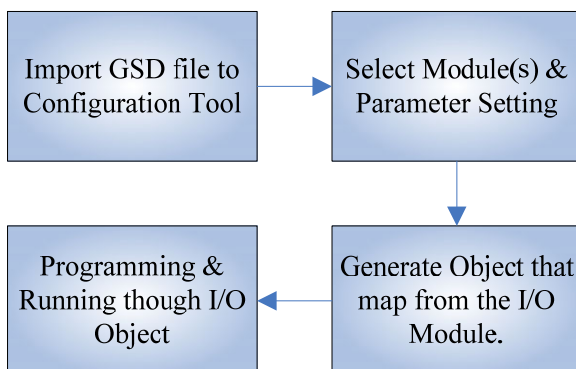 Import GSD file to
Configuration Tool
Select Module(s) &
Parameter Setting
Generate Object that
map from the I/O
Module.
Programming &
Running though I/O
Object